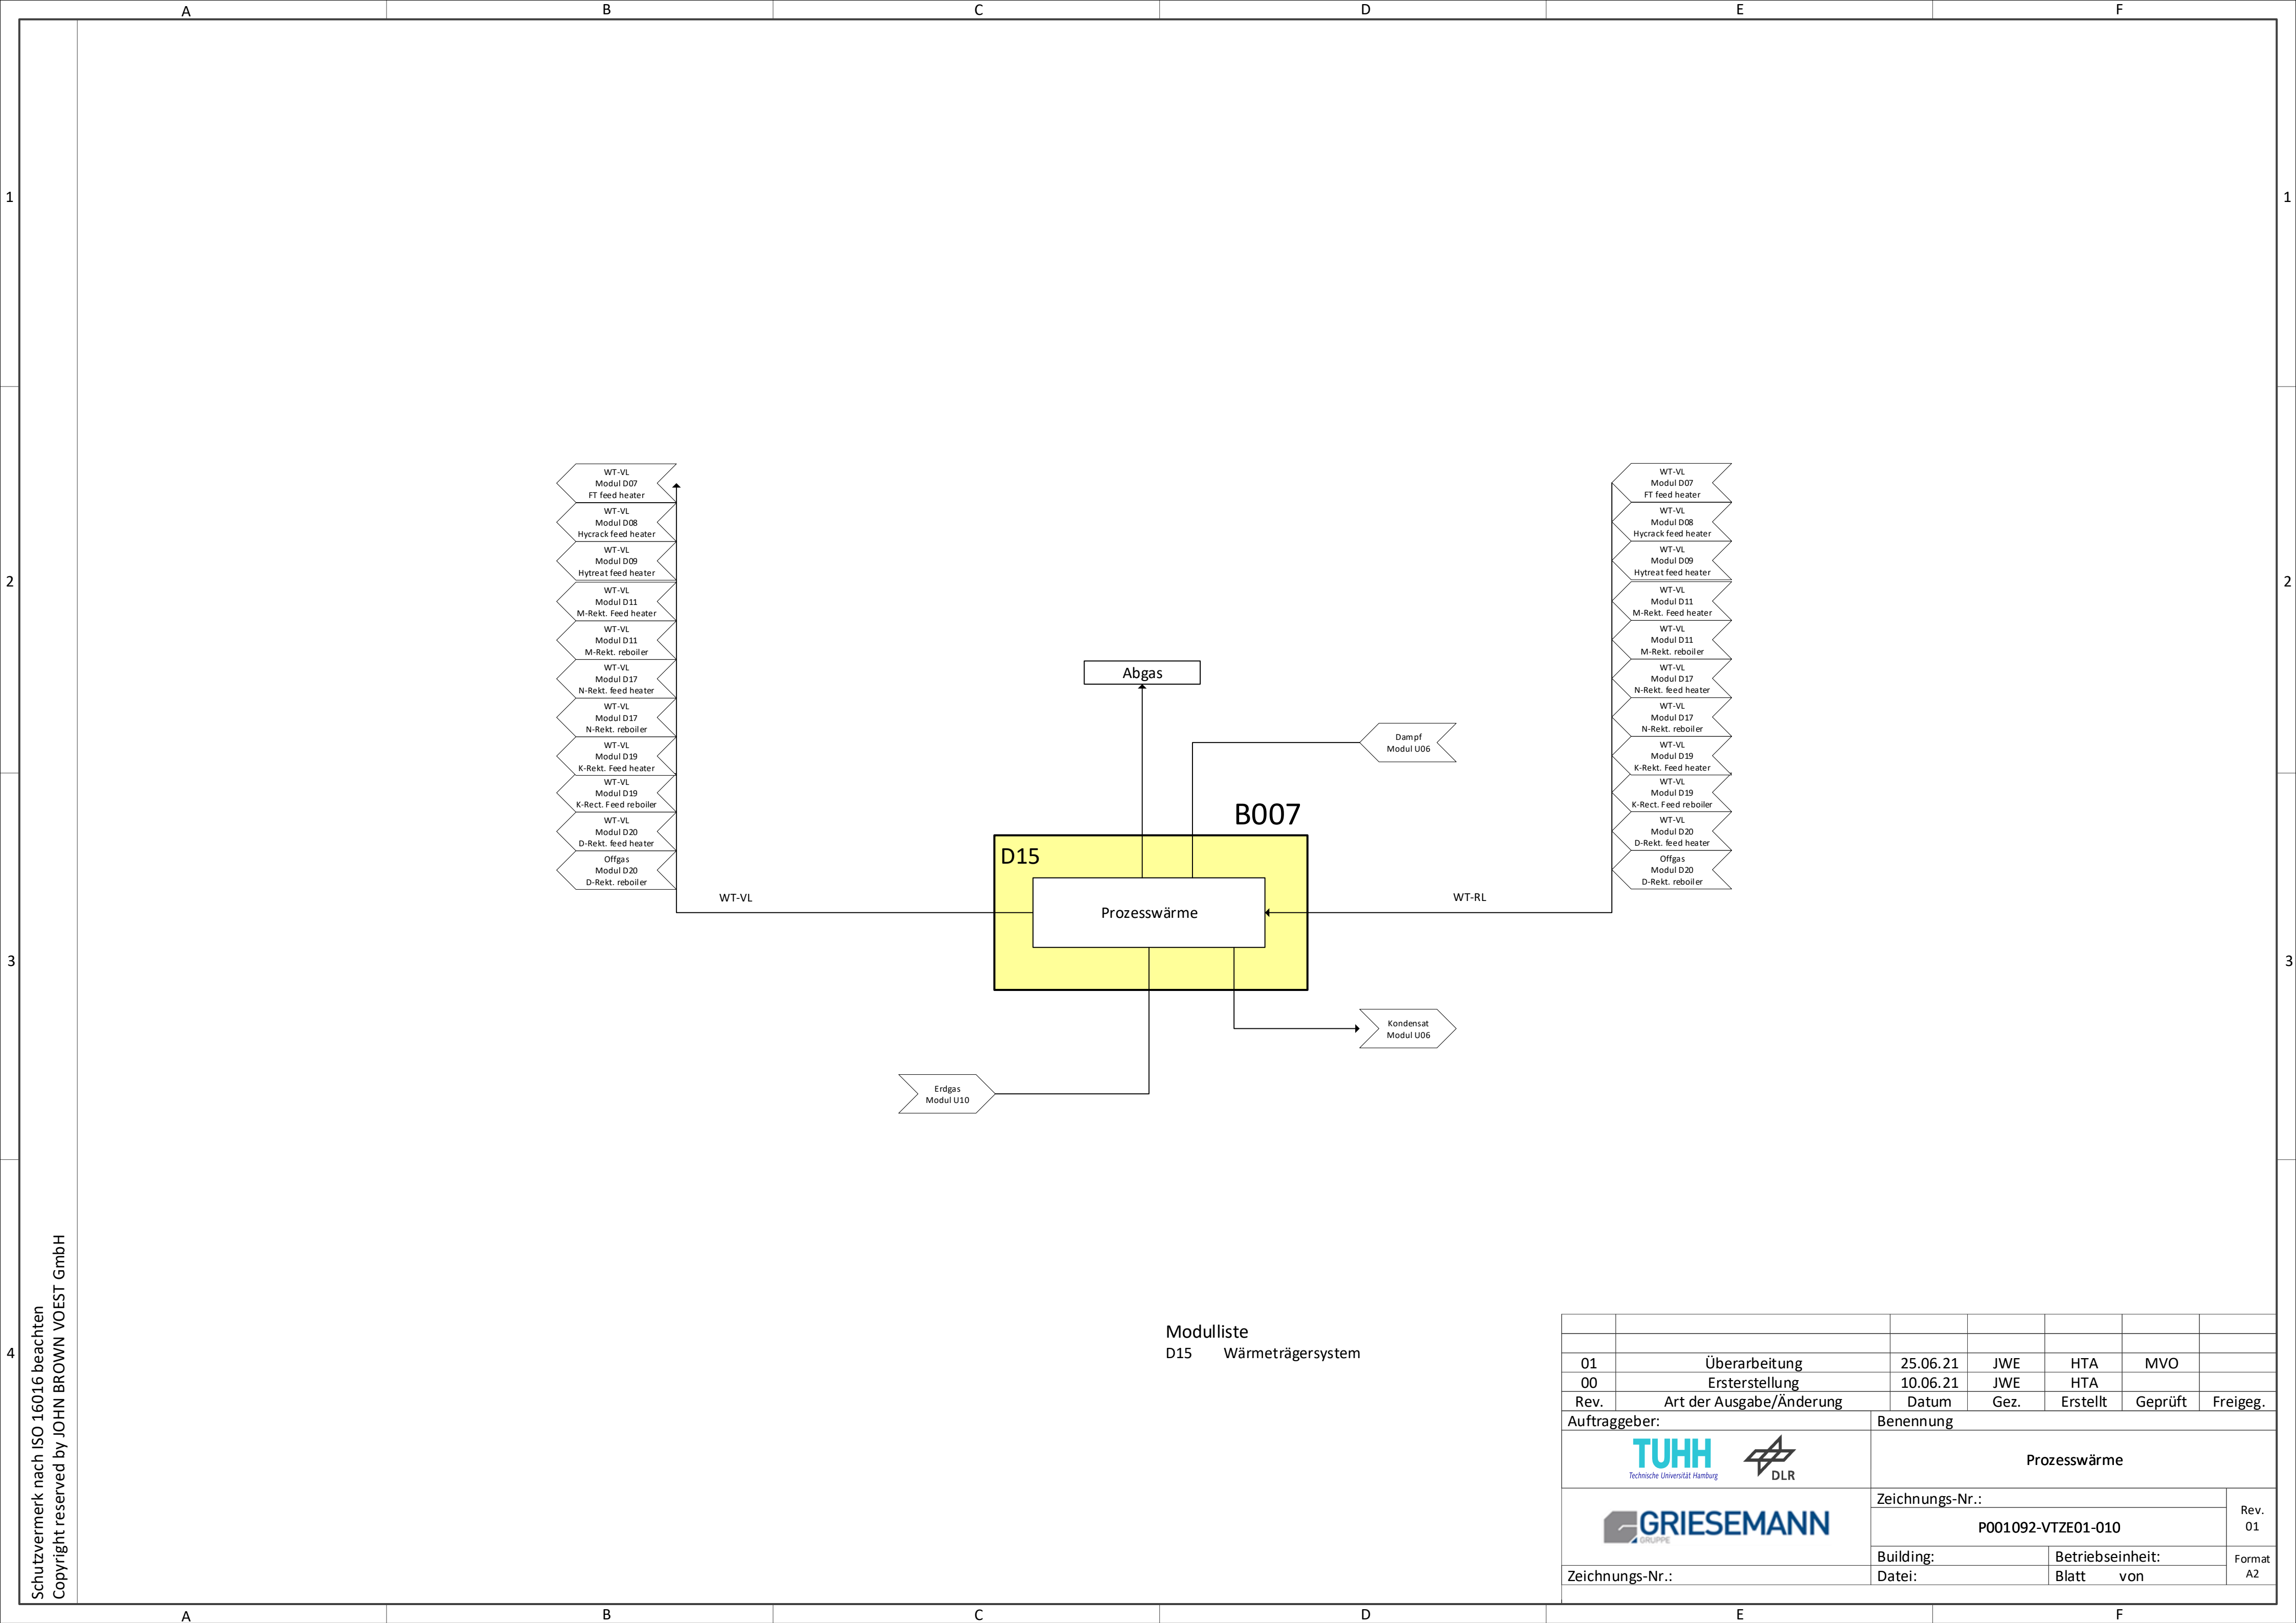 A
B
C
D
E
F
1
1
2
2
3
3
4
WT-VL
Modul D07
FT feed heater
WT-VL
Modul D08
Hycrack feed heater
WT-VL
Modul D09
Hytreat feed heater
WT-VL
Modul D11
M-Rekt. Feed heater
WT-VL
Modul D11
M-Rekt. reboiler
WT-VL
Modul D17
N-Rekt. feed heater
WT-VL
Modul D17
N-Rekt. reboiler
WT-VL
Modul D19
K-Rekt. Feed heater
WT-VL
Modul D19
K-Rect. Feed reboiler
WT-VL
Modul D20
D-Rekt. feed heater
Offgas
Modul D20
D-Rekt. reboiler
WT-VL
Abgas
Dampf
Modul U06
B007
D15
Prozesswärme
WT-RL
Kondensat
Modul U06
Erdgas
Modul U10
WT-VL
Modul D07
FT feed heater
WT-VL
Modul D08
Hycrack feed heater
WT-VL
Modul D09
Hytreat feed heater
WT-VL
Modul D11
M-Rekt. Feed heater
WT-VL
Modul D11
M-Rekt. reboiler
WT-VL
Modul D17
N-Rekt. feed heater
WT-VL
Modul D17
N-Rekt. reboiler
WT-VL
Modul D19
K-Rekt. Feed heater
WT-VL
Modul D19
K-Rect. Feed reboiler
WT-VL
Modul D20
D-Rekt. feed heater
Offgas
Modul D20
D-Rekt. reboiler
Schutzvermerk nach ISO 16016 beachten
Copyright reserved by JOHN BROWN VOEST GmbH
Modulliste
D15 Wärmeträgersystem
01 Überarbeitung 25.06.21 JWE HTA MVO
00 Ersterstellung 10.06.21 JWE HTA
Rev. Art der Ausgabe/Änderung Datum Gez. Erstellt Geprüft Freigeg.
Auftraggeber: Benennung
TUHH
Technische Universität Hamburg
DLR
Prozesswärme
GRIESEMANN
GRUPPE
Zeichnungs-Nr.:
P001092-VTZE01-010
Rev.
01
Building: Betriebseinheit:
Format
A2
Zeichnungs-Nr.: Datei: Blatt von
A
B
C
D
E
F